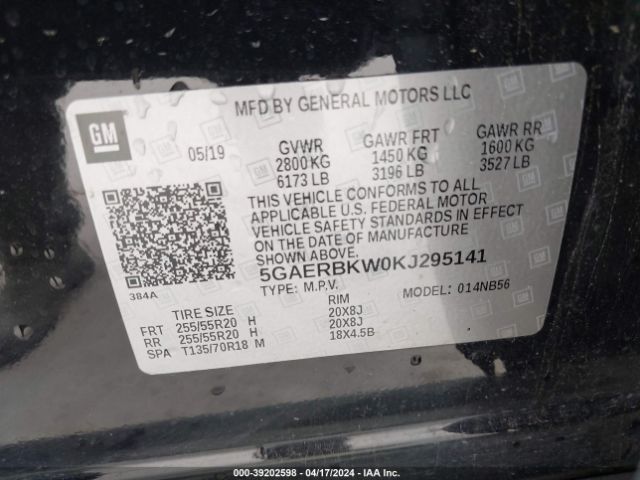 MFD BY GENERAL MOTORS LLC
GM
05/19
GVWR
2800 KG
6173 LB
GAWR FRT
1450 KG
3196 LB
GAWR RR
1600 KG
3527 LB
THIS VEHICLE CONFORMS TO ALL
APPLICABLE U.S. FEDERAL MOTOR
VEHICLE SAFETY STANDARDS IN EFFECT
ON THE DATE OF MANUFACTURE
SHOWN ABOVE.
5GAERBKW0KJ295141
TYPE: M.P.V.
MODEL: 014NB56
384A
TIRE SIZE RIM
FRT 255/55R20 H 20X8J
RR 255/55R20 H 20X8J
SPA T135/70R18 M 18X4.5B
000-39202598 - 04/17/2024 - IAA Inc.